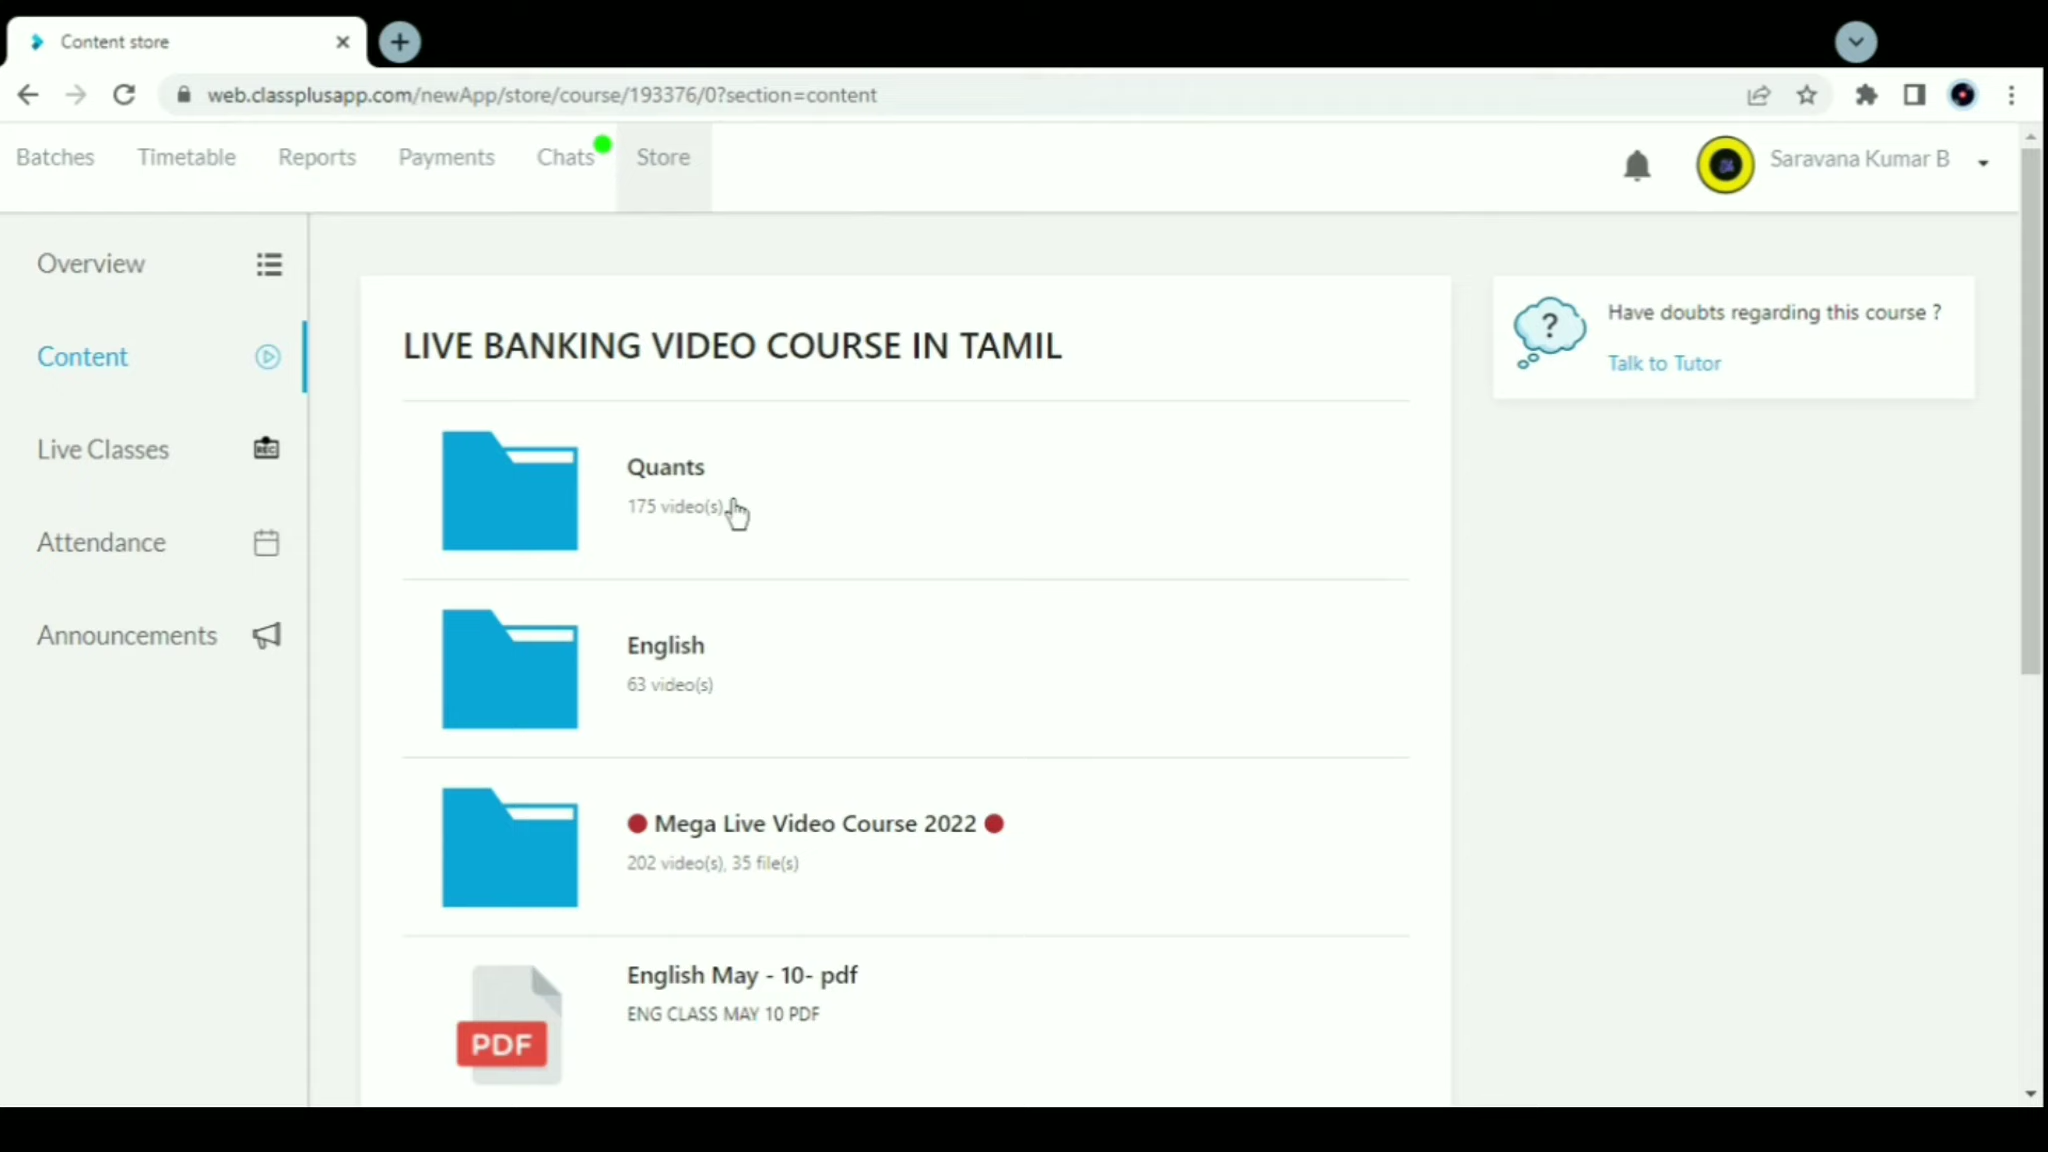 Content store
web.classplusapp.com/newApp/store/course/193376/0?section=content
Batches
Timetable
Reports
Payments
Chats
Store
Saravana Kumar B
Overview
Content
Live Classes
REC
Attendance
Announcements
LIVE BANKING VIDEO COURSE IN TAMIL
Quants
175 video(s)
English
63 video(s)
Mega Live Video Course 2022
202 video(s), 35 file(s)
PDF
English May - 10- pdf
ENG CLASS MAY 10 PDF
?
Have doubts regarding this course ?
Talk to Tutor